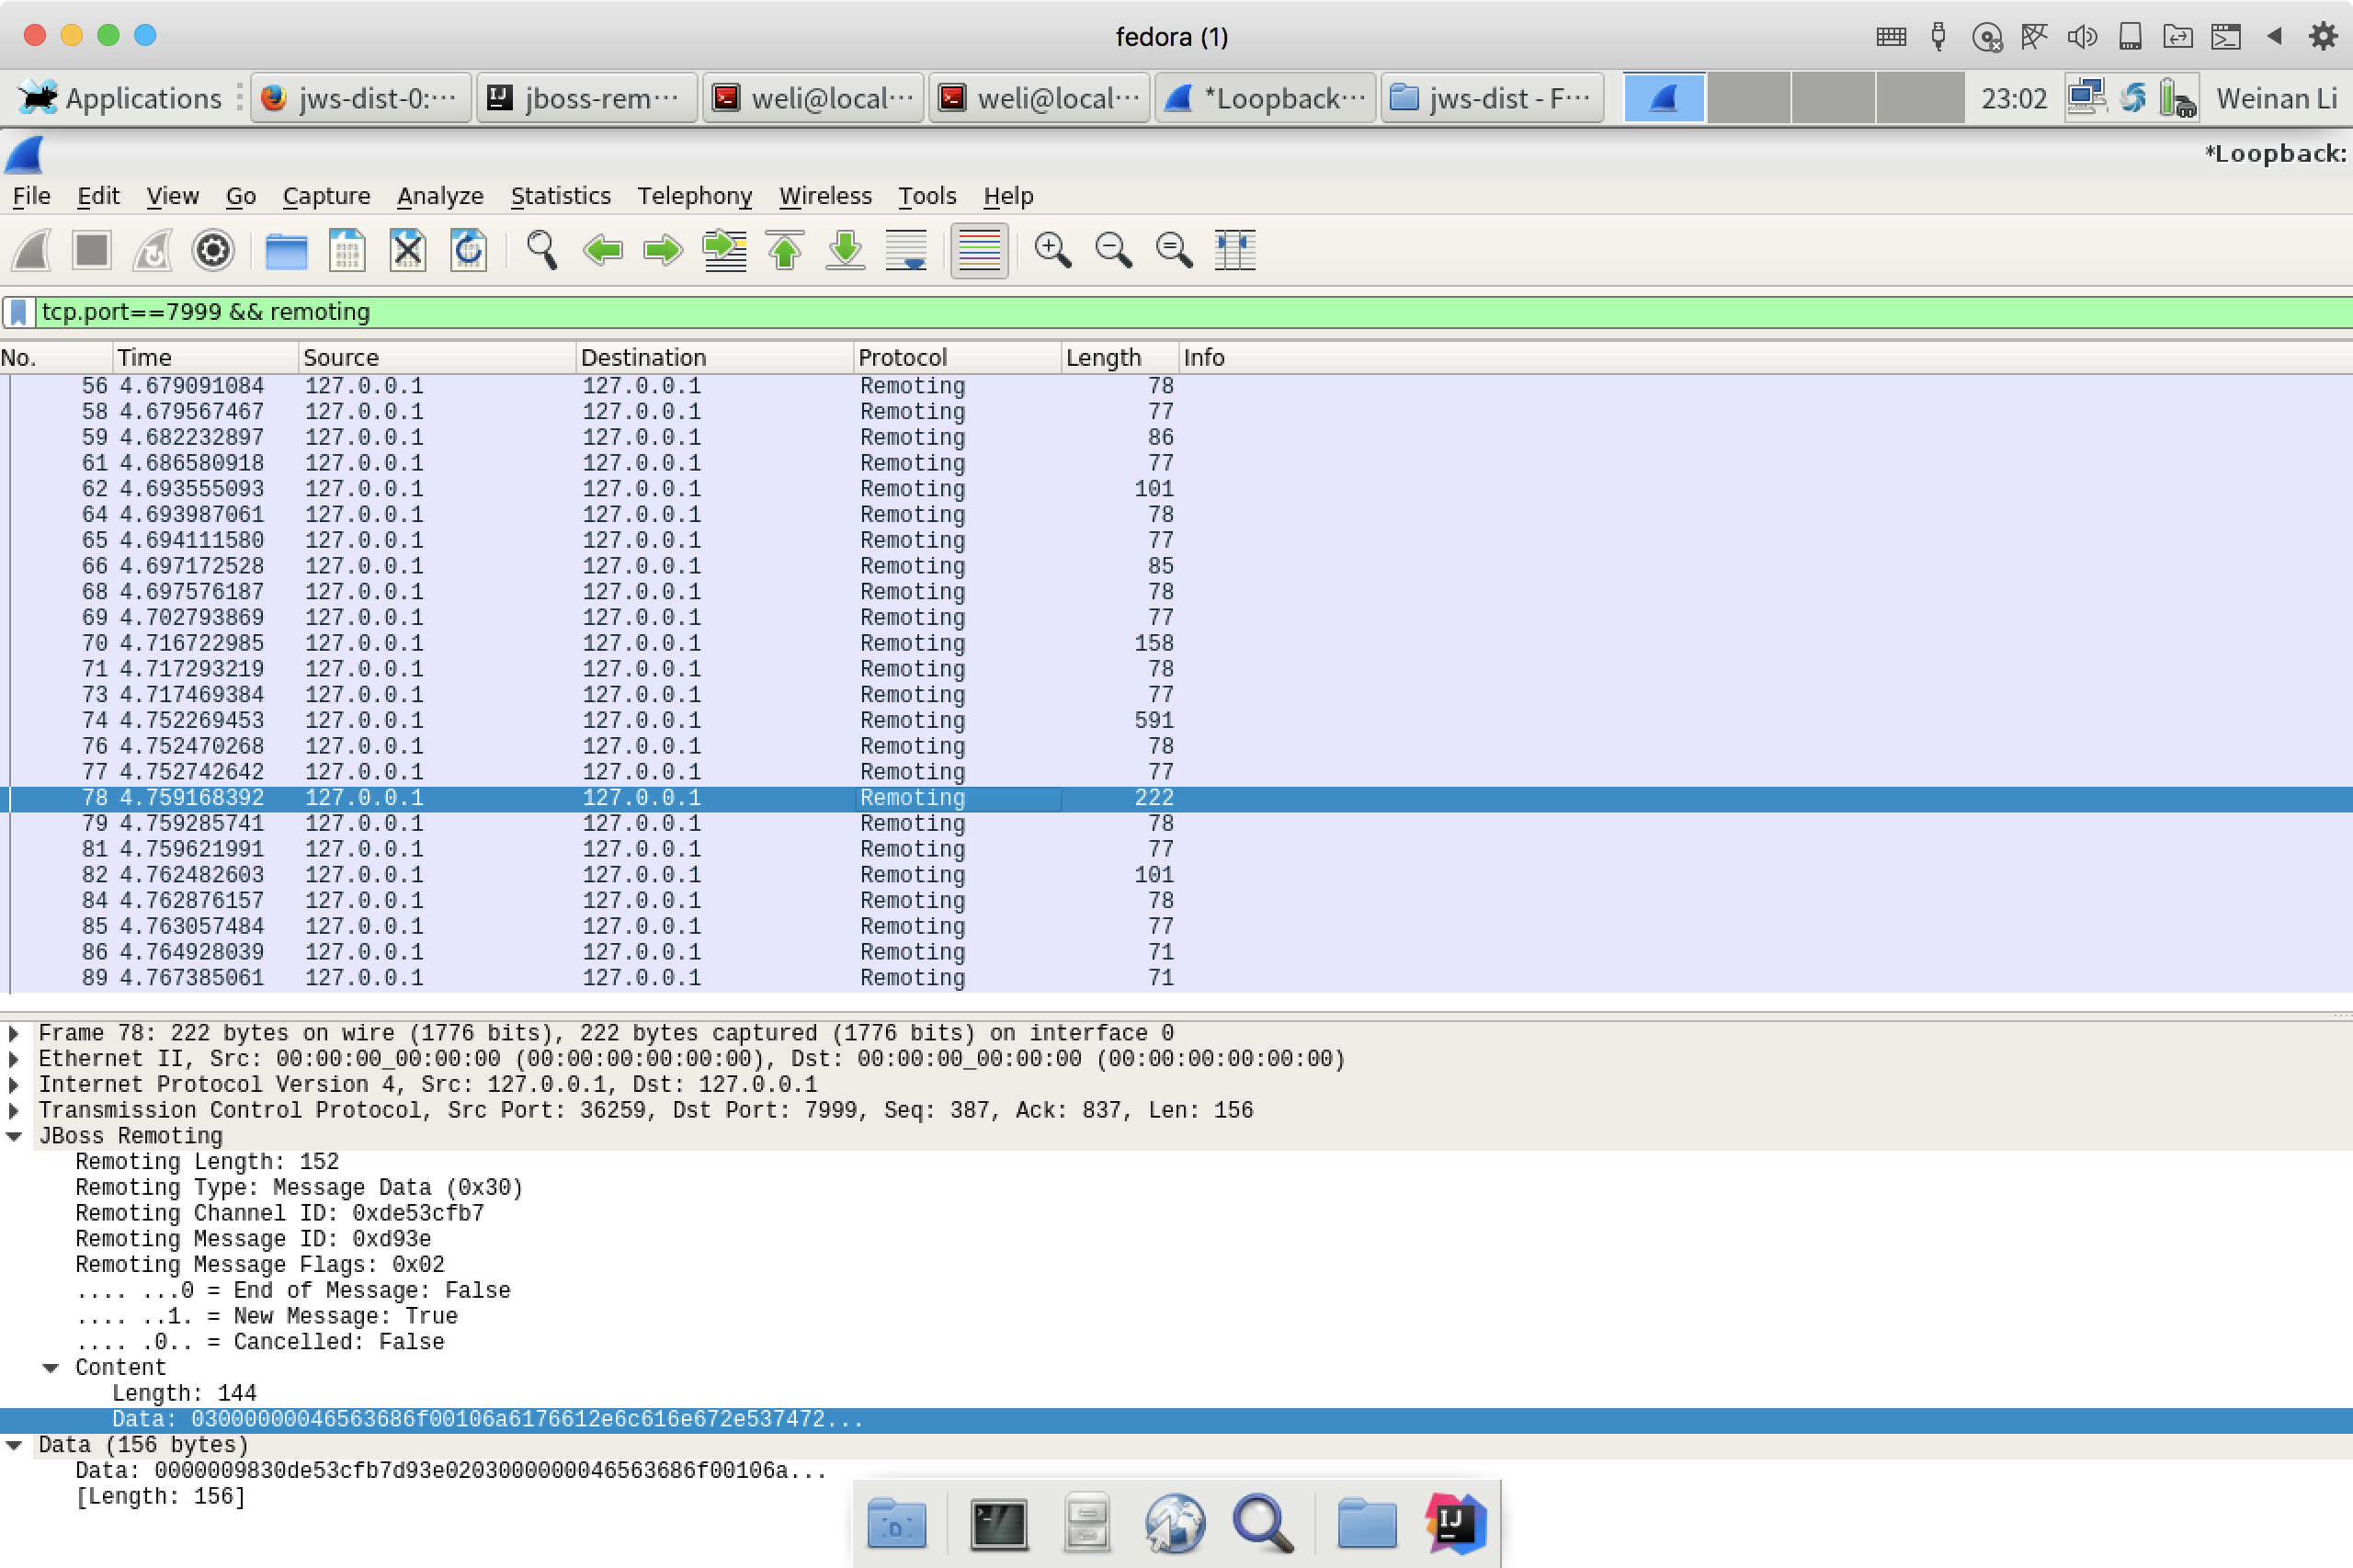 fedora (1)
Applications jws-dist-0:··· jboss-rem··· weli@local··· weli@local··· *Loopback··· jws-dist - F··· 23:02 Weinan Li
*Loopback:
File Edit View Go Capture Analyze Statistics Telephony Wireless Tools Help
tcp.port==7999 && remoting
No. Time Source Destination Protocol Length Info
56 4.679091084 127.0.0.1 127.0.0.1 Remoting 78
58 4.679567467 127.0.0.1 127.0.0.1 Remoting 77
59 4.682232897 127.0.0.1 127.0.0.1 Remoting 86
61 4.686580918 127.0.0.1 127.0.0.1 Remoting 77
62 4.693555093 127.0.0.1 127.0.0.1 Remoting 101
64 4.693987061 127.0.0.1 127.0.0.1 Remoting 78
65 4.694111580 127.0.0.1 127.0.0.1 Remoting 77
66 4.697172528 127.0.0.1 127.0.0.1 Remoting 85
68 4.697576187 127.0.0.1 127.0.0.1 Remoting 78
69 4.702793869 127.0.0.1 127.0.0.1 Remoting 77
70 4.716722985 127.0.0.1 127.0.0.1 Remoting 158
71 4.717293219 127.0.0.1 127.0.0.1 Remoting 78
73 4.717469384 127.0.0.1 127.0.0.1 Remoting 77
74 4.752269453 127.0.0.1 127.0.0.1 Remoting 591
76 4.752470268 127.0.0.1 127.0.0.1 Remoting 78
77 4.752742642 127.0.0.1 127.0.0.1 Remoting 77
78 4.759168392 127.0.0.1 127.0.0.1 Remoting 222
79 4.759285741 127.0.0.1 127.0.0.1 Remoting 78
81 4.759621991 127.0.0.1 127.0.0.1 Remoting 77
82 4.762482603 127.0.0.1 127.0.0.1 Remoting 101
84 4.762876157 127.0.0.1 127.0.0.1 Remoting 78
85 4.763057484 127.0.0.1 127.0.0.1 Remoting 77
86 4.764928039 127.0.0.1 127.0.0.1 Remoting 71
89 4.767385061 127.0.0.1 127.0.0.1 Remoting 71
Frame 78: 222 bytes on wire (1776 bits), 222 bytes captured (1776 bits) on interface 0
Ethernet II, Src: 00:00:00_00:00:00 (00:00:00:00:00:00), Dst: 00:00:00_00:00:00 (00:00:00:00:00:00)
Internet Protocol Version 4, Src: 127.0.0.1, Dst: 127.0.0.1
Transmission Control Protocol, Src Port: 36259, Dst Port: 7999, Seq: 387, Ack: 837, Len: 156
JBoss Remoting
Remoting Length: 152
Remoting Type: Message Data (0x30)
Remoting Channel ID: 0xde53cfb7
Remoting Message ID: 0xd93e
Remoting Message Flags: 0x02
.... ...0 = End of Message: False
.... ..1. = New Message: True
.... .0.. = Cancelled: False
Content
Length: 144
Data: 03000000046563686f00106a6176612e6c616e672e537472...
Data (156 bytes)
Data: 0000009830de53cfb7d93e0203000000046563686f00106a...
[Length: 156]